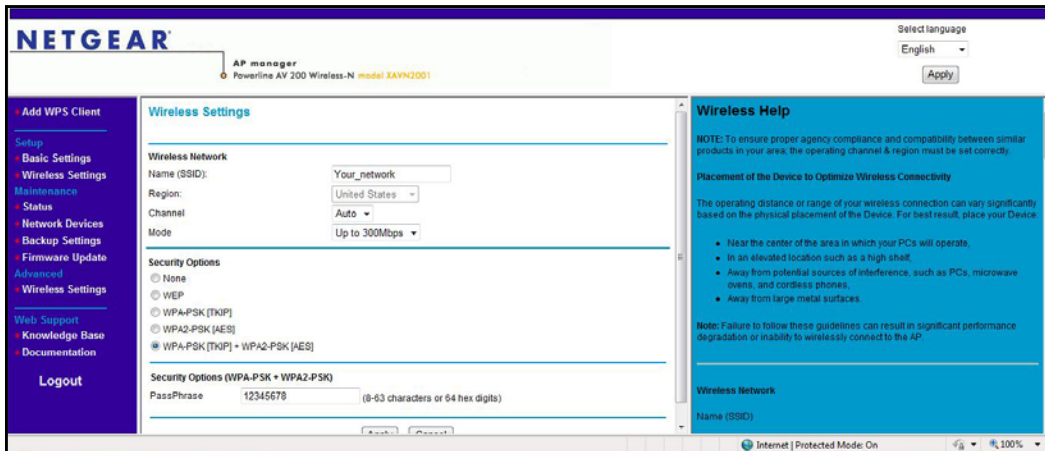 NETGEAR®
AP manager
Powerline AV 200 Wireless-N model XAVN2001
Select language
English
Apply
Add WPS Client
Setup
Basic Settings
Wireless Settings
Maintenance
Status
Network Devices
Backup Settings
Firmware Update
Advanced
Wireless Settings
Web Support
Knowledge Base
Documentation
Logout
Wireless Settings
Wireless Network
Name (SSID): Your_network
Region: United States
Channel Auto
Mode Up to 300Mbps
Security Options
None
WEP
WPA-PSK [TKIP]
WPA2-PSK [AES]
WPA-PSK [TKIP] + WPA2-PSK [AES]
Security Options (WPA-PSK + WPA2-PSK)
PassPhrase 12345678 (8-63 characters or 64 hex digits)
Apply Cancel
Wireless Help
NOTE: To ensure proper agency compliance and compatibility between similar
products in your area; the operating channel & region must be set correctly.
Placement of the Device to Optimize Wireless Connectivity
The operating distance or range of your wireless connection can vary significantly
based on the physical placement of the Device. For best result, place your Device:
Near the center of the area in which your PCs will operate,
In an elevated location such as a high shelf,
Away from potential sources of interference, such as PCs, microwave
ovens, and cordless phones,
Away from large metal surfaces.
Note: Failure to follow these guidelines can result in significant performance
degradation or inability to wirelessly connect to the AP.
Wireless Network
Name (SSID)
Internet | Protected Mode: On
100%